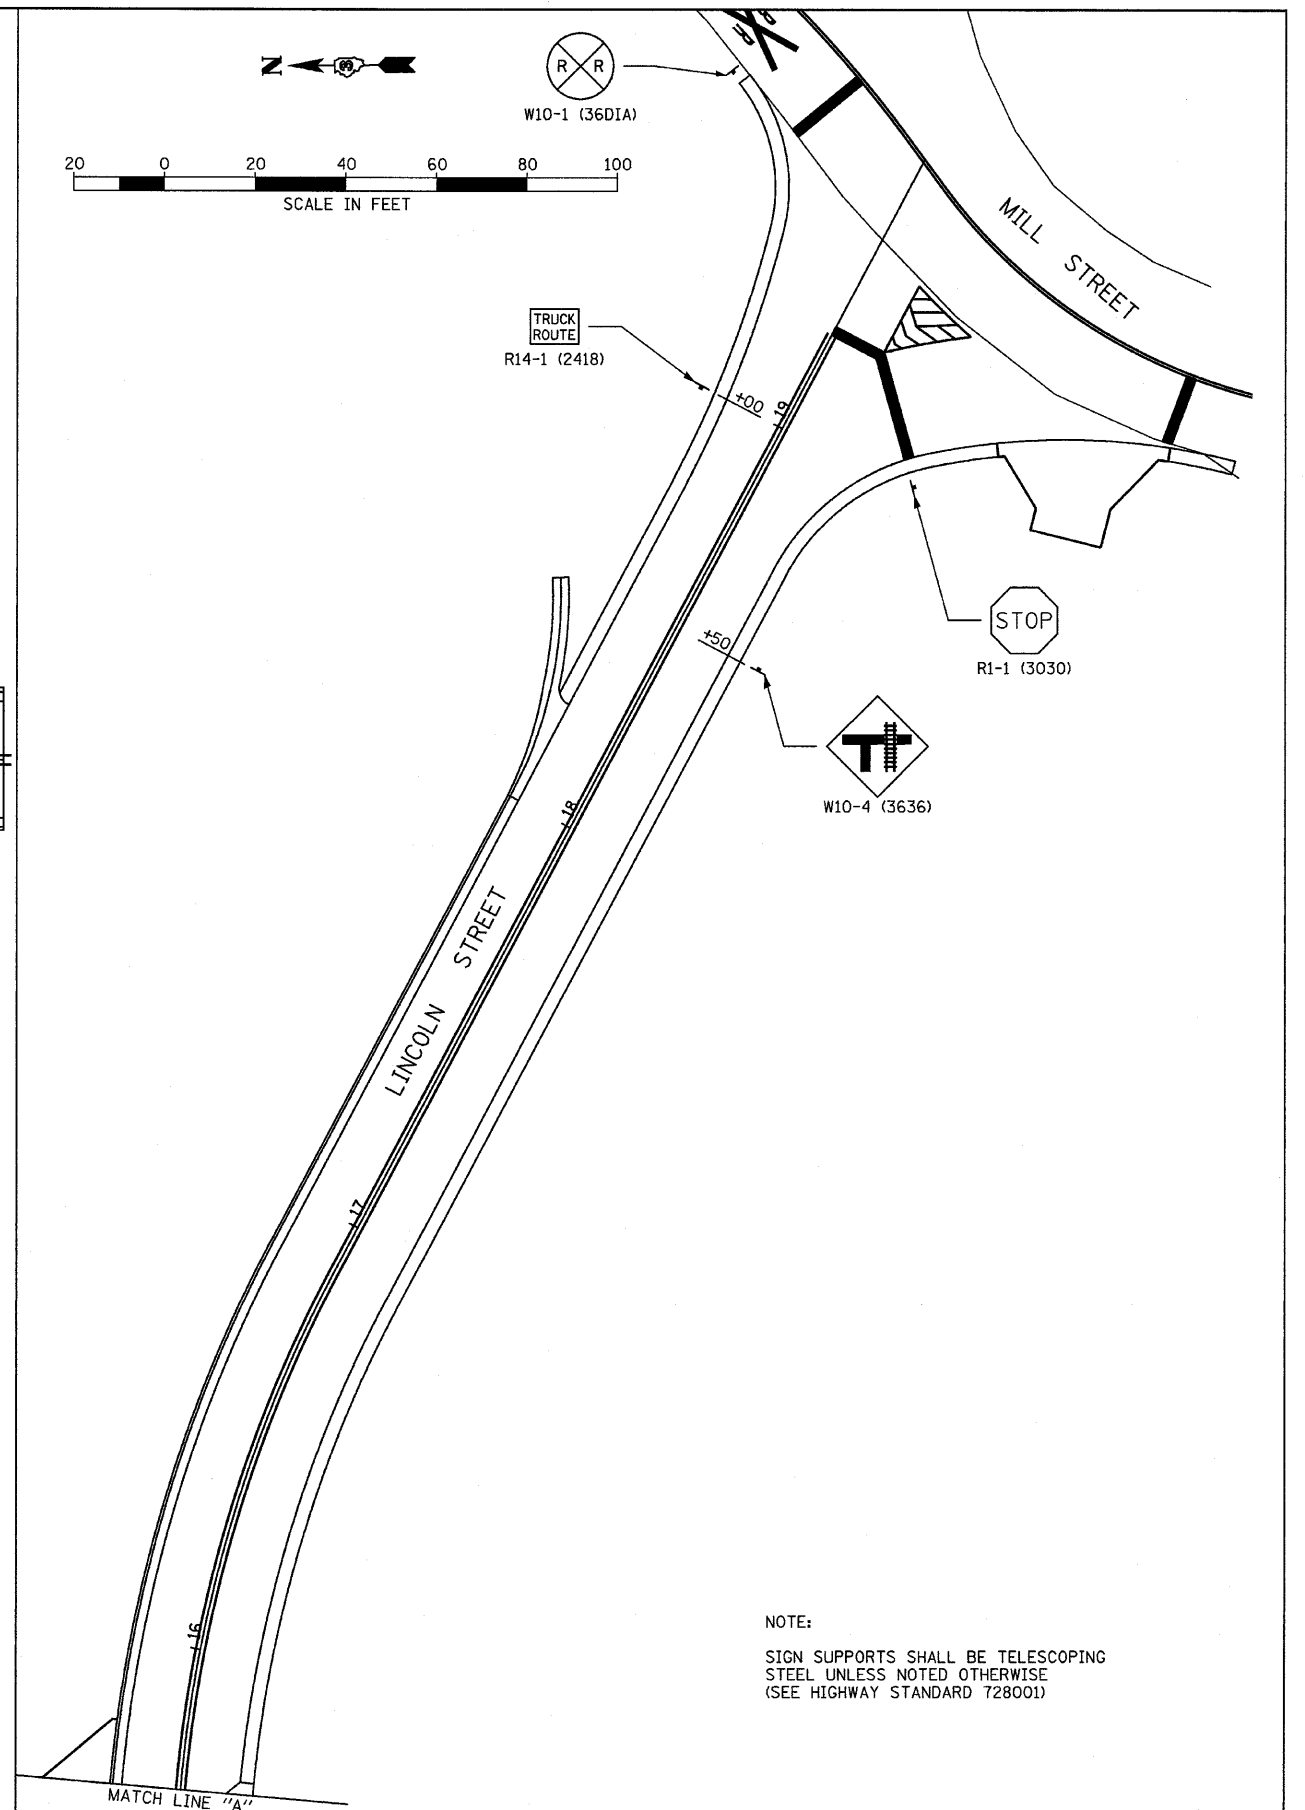 N
3
R R
W10-1 (36DIA)
R R
20 0 20 40 60 80 100
SCALE IN FEET
MILL STREET
TRUCK
ROUTE
R14-1 (2418)
+00
19
STOP
R1-1 (3030)
+50
W10-4 (3636)
18
LINCOLN STREET
17
16
NOTE:
SIGN SUPPORTS SHALL BE TELESCOPING
STEEL UNLESS NOTED OTHERWISE
(SEE HIGHWAY STANDARD 728001)
MATCH LINE "A"